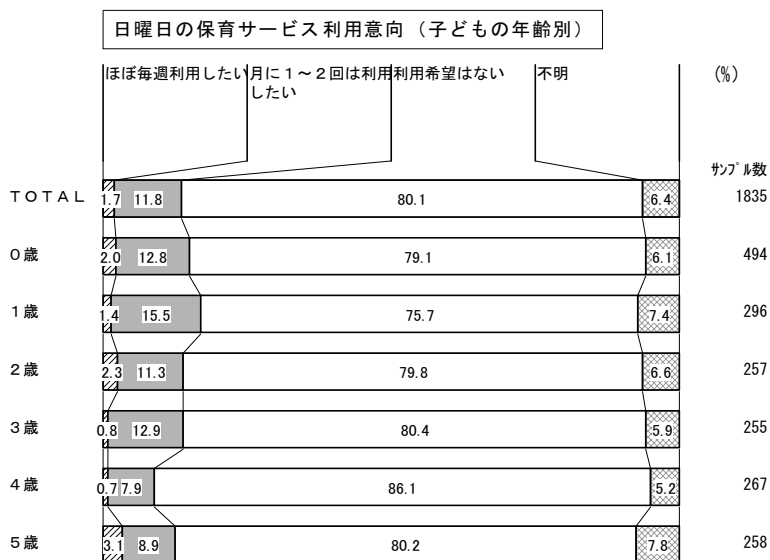 日曜日の保育サービス利用意向（子どもの年齢別）
ほぼ毎週利用したい 月に１～２回は利用 利用希望はない 不明 (%)
したい
ｻﾝﾌﾟﾙ数
ＴＯＴＡＬ 1.7 11.8 80.1 6.4 1835
０歳 2.0 12.8 79.1 6.1 494
１歳 1.4 15.5 75.7 7.4 296
２歳 2.3 11.3 79.8 6.6 257
３歳 0.8 12.9 80.4 5.9 255
４歳 0.7 7.9 86.1 5.2 267
５歳 3.1 8.9 80.2 7.8 258